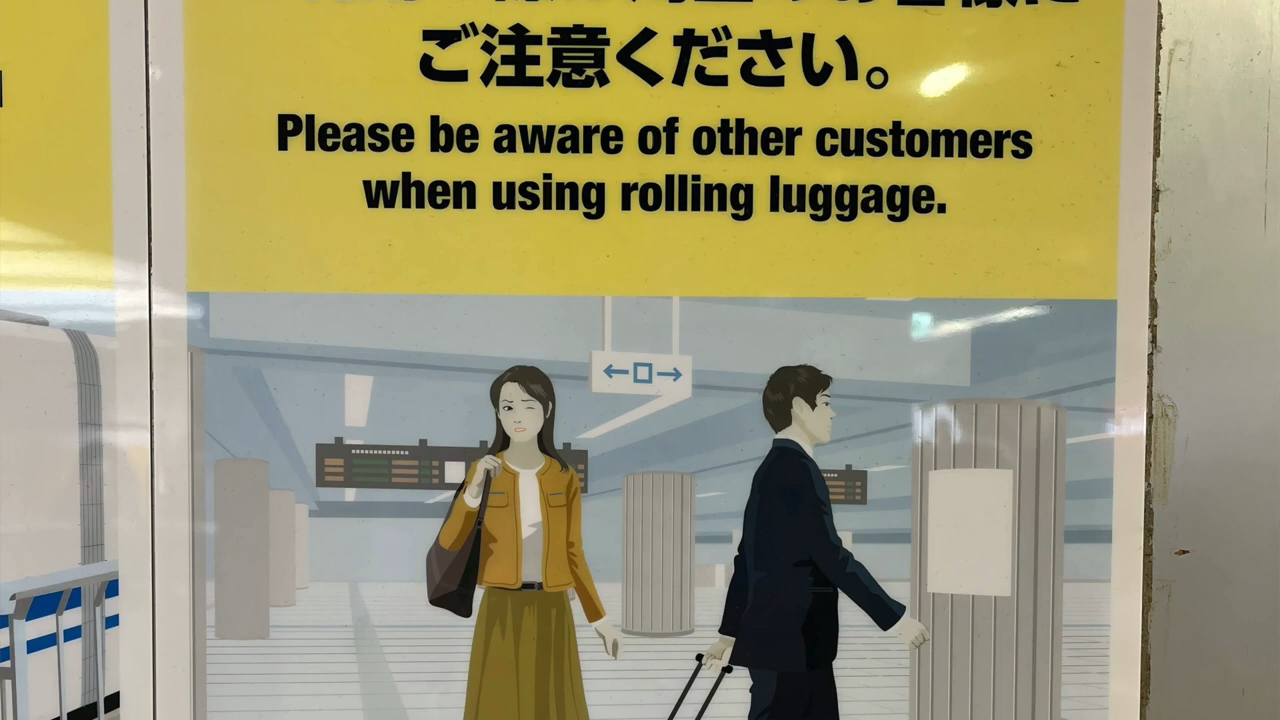 ご注意ください。
Please be aware of other customers
when using rolling luggage.